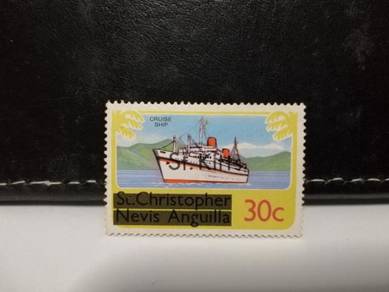 CRUISE
SHIP
St. Kitts
St. Christopher
Nevis Anguilla
30c